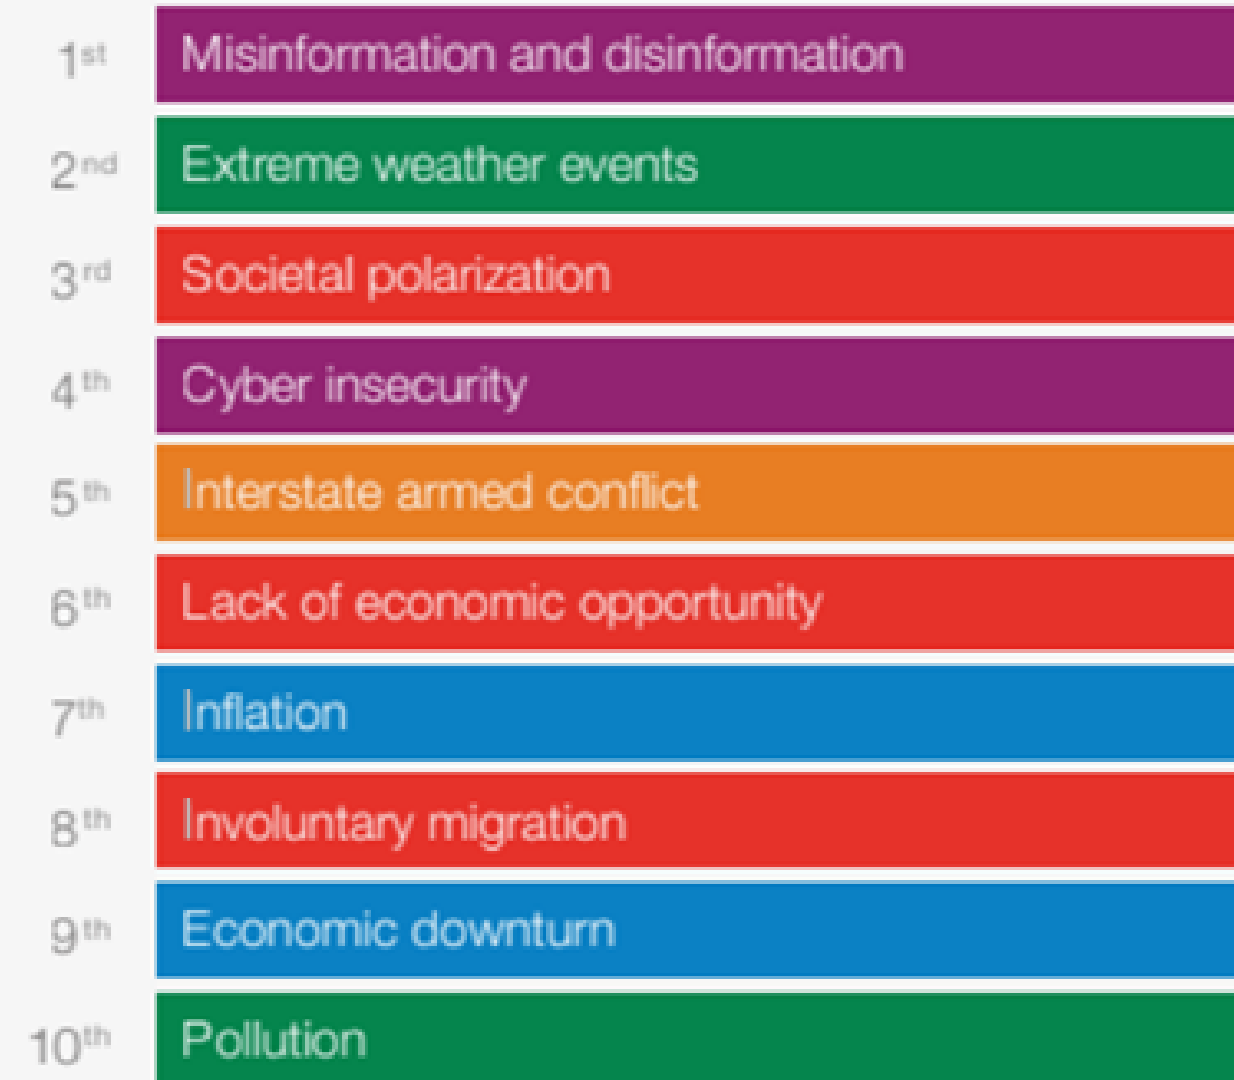 1st Misinformation and disinformation
2nd Extreme weather events
3rd Societal polarization
4th Cyber insecurity
5th Interstate armed conflict
6th Lack of economic opportunity
7th Inflation
8th Involuntary migration
9th Economic downturn
10th Pollution